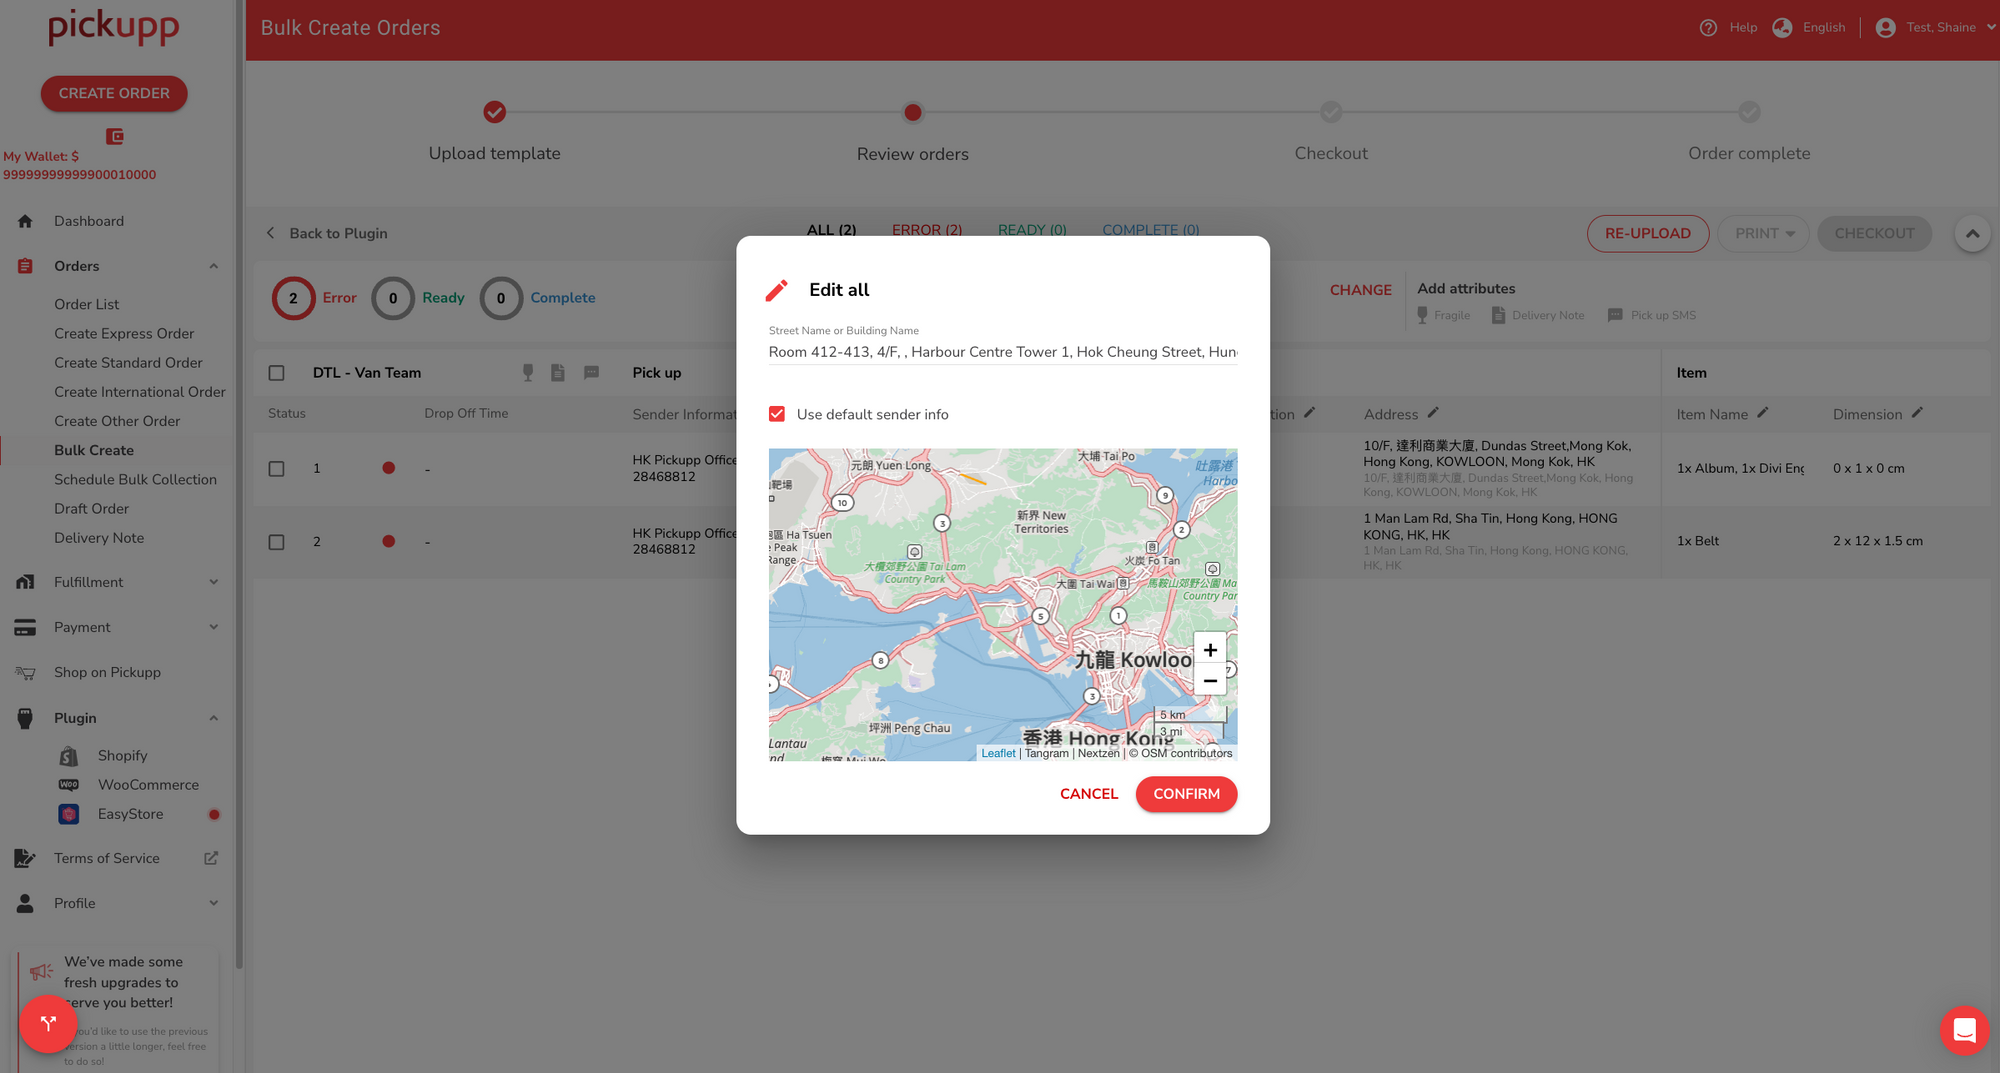 pickupp
Bulk Create Orders
Help
English
Test, Shaine
CREATE ORDER
My Wallet: $
99999999999900010000
Dashboard
Orders
Order List
Create Express Order
Create Standard Order
Create International Order
Create Other Order
Bulk Create
Schedule Bulk Collection
Draft Order
Delivery Note
Fulfillment
Payment
Shop on Pickupp
Plugin
Shopify
Woo
WooCommerce
EasyStore
Terms of Service
Profile
We've made some
fresh upgrades to
serve you better!
you'd like to use the previous
version a little longer, feel free
to do so!
Upload template
Review orders
Checkout
Order complete
Back to Plugin
ALL (2)
ERROR (2)
READY (0)
COMPLETE (0)
RE-UPLOAD
PRINT
CHECKOUT
2 Error
0 Ready
0 Complete
CHANGE
Add attributes
Fragile
Delivery Note
Pick up SMS
DTL - Van Team
Pick up
Item
Status
Drop Off Time
Sender Informat
tion
Address
Item Name
Dimension
1
-
HK Pickupp Office
28468812
10/F, 達利商業大廈, Dundas Street,Mong Kok,
Hong Kong, KOWLOON, Mong Kok, HK
10/F, 達利商業大廈, Dundas Street,Mong Kok, Hong
Kong, KOWLOON, Mong Kok, HK
1x Album, 1x Divi Eng
0 x 1 x 0 cm
2
-
HK Pickupp Office
28468812
1 Man Lam Rd, Sha Tin, Hong Kong, HONG
KONG, HK, HK
1 Man Lam Rd, Sha Tin, Hong Kong, HONG KONG,
HK, HK
1x Belt
2 x 12 x 1.5 cm
Edit all
Street Name or Building Name
Room 412-413, 4/F, , Harbour Centre Tower 1, Hok Cheung Street, Hun
Use default sender info
元朗 Yuen Long
大埔 Tai Po
吐露港
Harbo
靶場
10
9
3
新界 New
Territories
2
區 Ha Tsuen
Peak
Range
火炭 Fo Tan
大欖郊野公園 Tai Lam
Country Park
大圍 Tai Wai
馬鞍山郊野公園 Ma
Country Par
5
1
8
九龍 Kowloo
7
3
+
−
坪洲 Peng Chau
香港 Hong Kong
Lantau
nd
5 km
3 mi
Leaflet | Tangram | Nextzen | © OSM contributors
CANCEL
CONFIRM